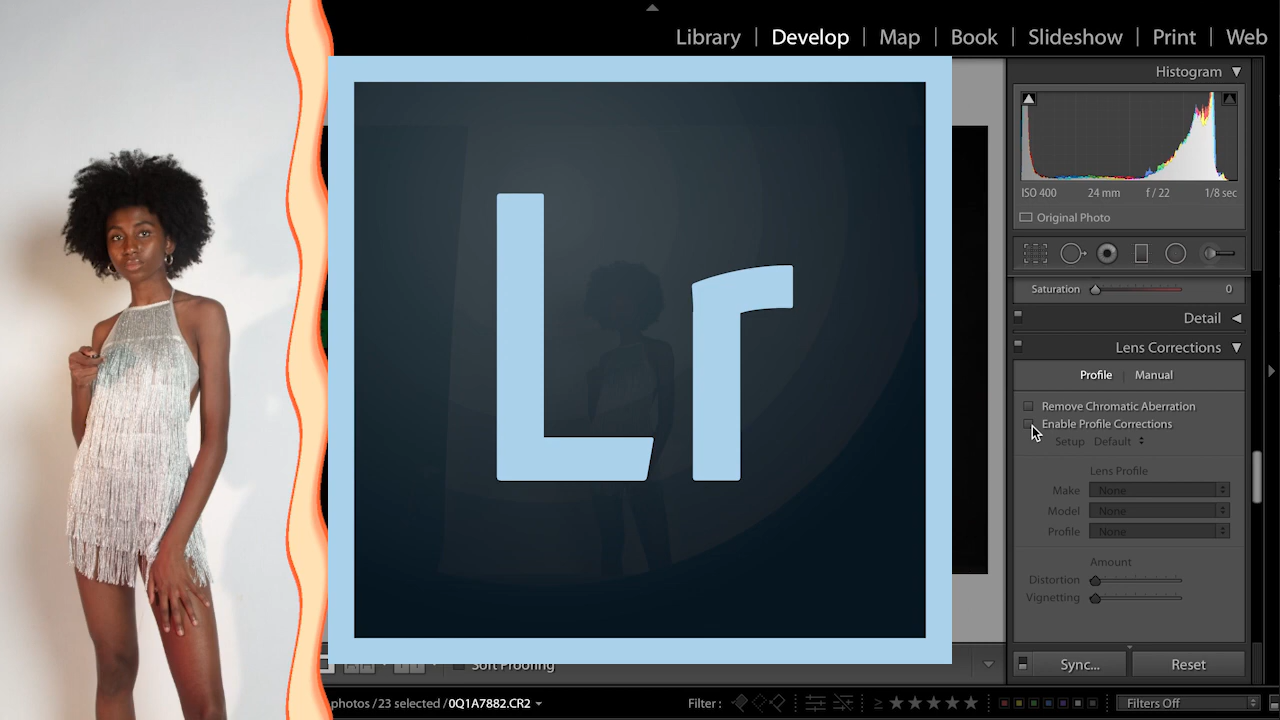 Library | Develop | Map | Book | Slideshow | Print | Web
Histogram
ISO 400 24 mm f / 22 1/8 sec
Original Photo
Saturation 0
Detail
Lens Corrections
Profile | Manual
Remove Chromatic Aberration
Enable Profile Corrections
Setup Default
Lens Profile
Make None
Model None
Profile None
Amount
Distortion
Vignetting
Lr
Soft Proofing
Sync... Reset
photos / 23 selected / 0Q1A7882.CR2
Filter : Filters Off